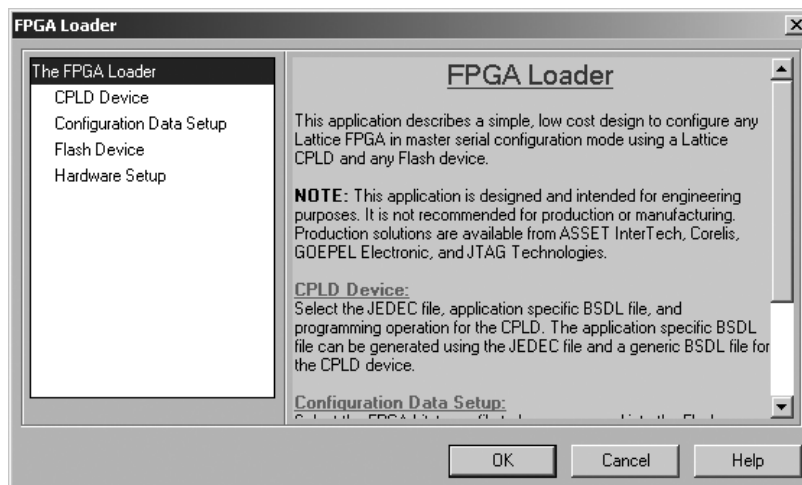 FPGA Loader
The FPGA Loader
CPLD Device
Configuration Data Setup
Flash Device
Hardware Setup
FPGA Loader
This application describes a simple, low cost design to configure any
Lattice FPGA in master serial configuration mode using a Lattice
CPLD and any Flash device.
NOTE: This application is designed and intended for engineering
purposes. It is not recommended for production or manufacturing.
Production solutions are available from ASSET InterTech, Corelis,
GOEPEL Electronic, and JTAG Technologies.
CPLD Device:
Select the JEDEC file, application specific BSDL file, and
programming operation for the CPLD. The application specific BSDL
file can be generated using the JEDEC file and a generic BSDL file for
the CPLD device.
Configuration Data Setup:
OK
Cancel
Help